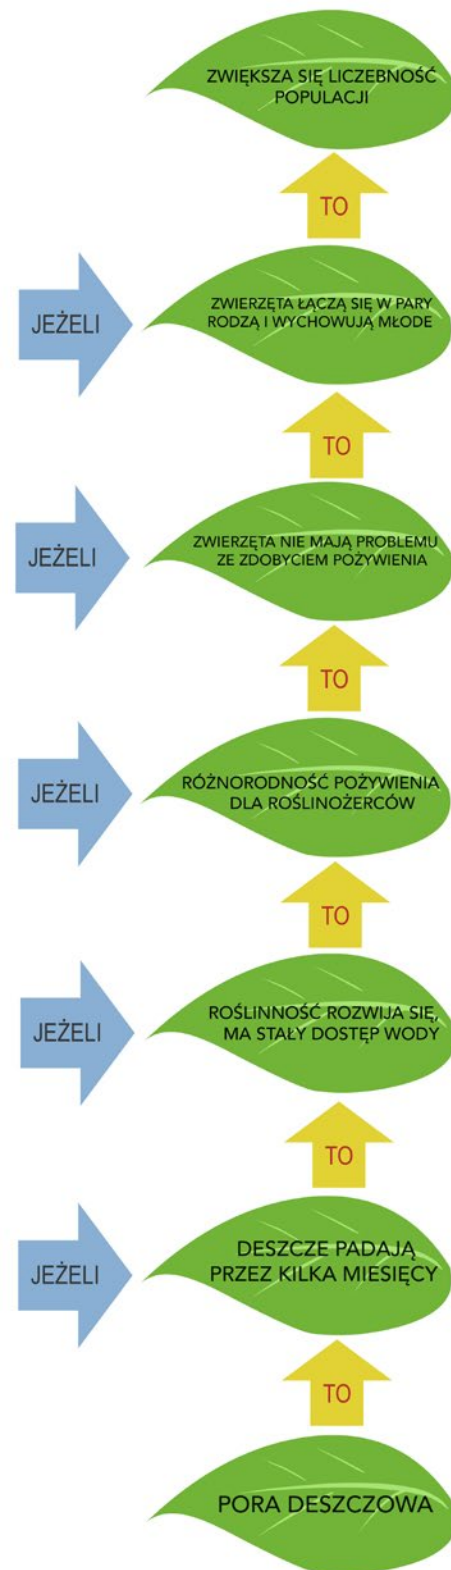 ZWIĘKSZA SIĘ LICZEBNOŚĆ
POPULACJI
TO
JEŻELI
ZWIERZĘTA ŁĄCZĄ SIĘ W PARY
RODZĄ I WYCHOWUJĄ MŁODE
TO
JEŻELI
ZWIERZĘTA NIE MAJĄ PROBLEMU
ZE ZDOBYCIEM POŻYWIENIA
TO
JEŻELI
RÓŻNORODNOŚĆ POŻYWIENIA
DLA ROŚLINOŻERCÓW
TO
JEŻELI
ROŚLINNOŚĆ ROZWIJA SIĘ,
MA STAŁY DOSTĘP WODY
TO
JEŻELI
DESZCZE PADAJĄ
PRZEZ KILKA MIESIĘCY
TO
PORA DESZCZOWA